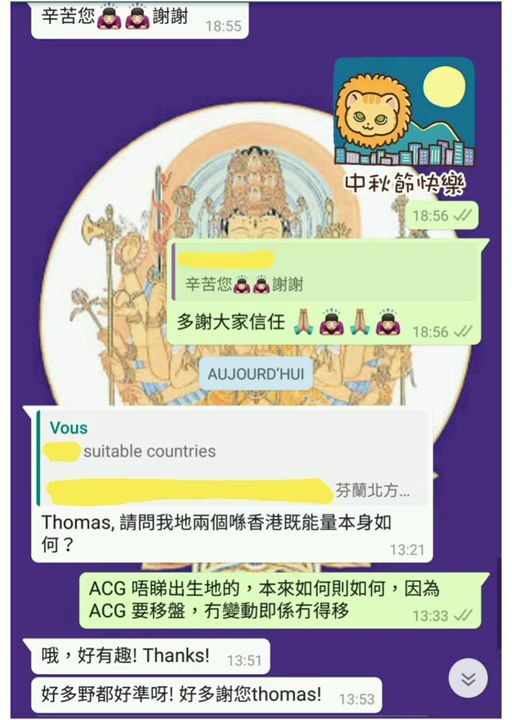 辛苦您🙇🏻‍♂️🙇🏻‍♂️謝謝
18:55
中秋節快樂
18:56
辛苦您🙇🏻‍♂️🙇🏻‍♂️謝謝
多謝大家信任 🙏🏼🙇🏻‍♂️🙏🏼🙇🏻‍♂️
18:56
AUJOURD'HUI
Vous
suitable countries
芬蘭北方...
Thomas, 請問我地兩個喺香港既能量本身如
何？
13:21
ACG 唔睇出生地的，本來如何則如何，因為
ACG 要移盤，冇變動即係冇得移
13:33
哦，好有趣! Thanks!
13:51
好多野都好準呀! 好多謝您thomas!
13:53